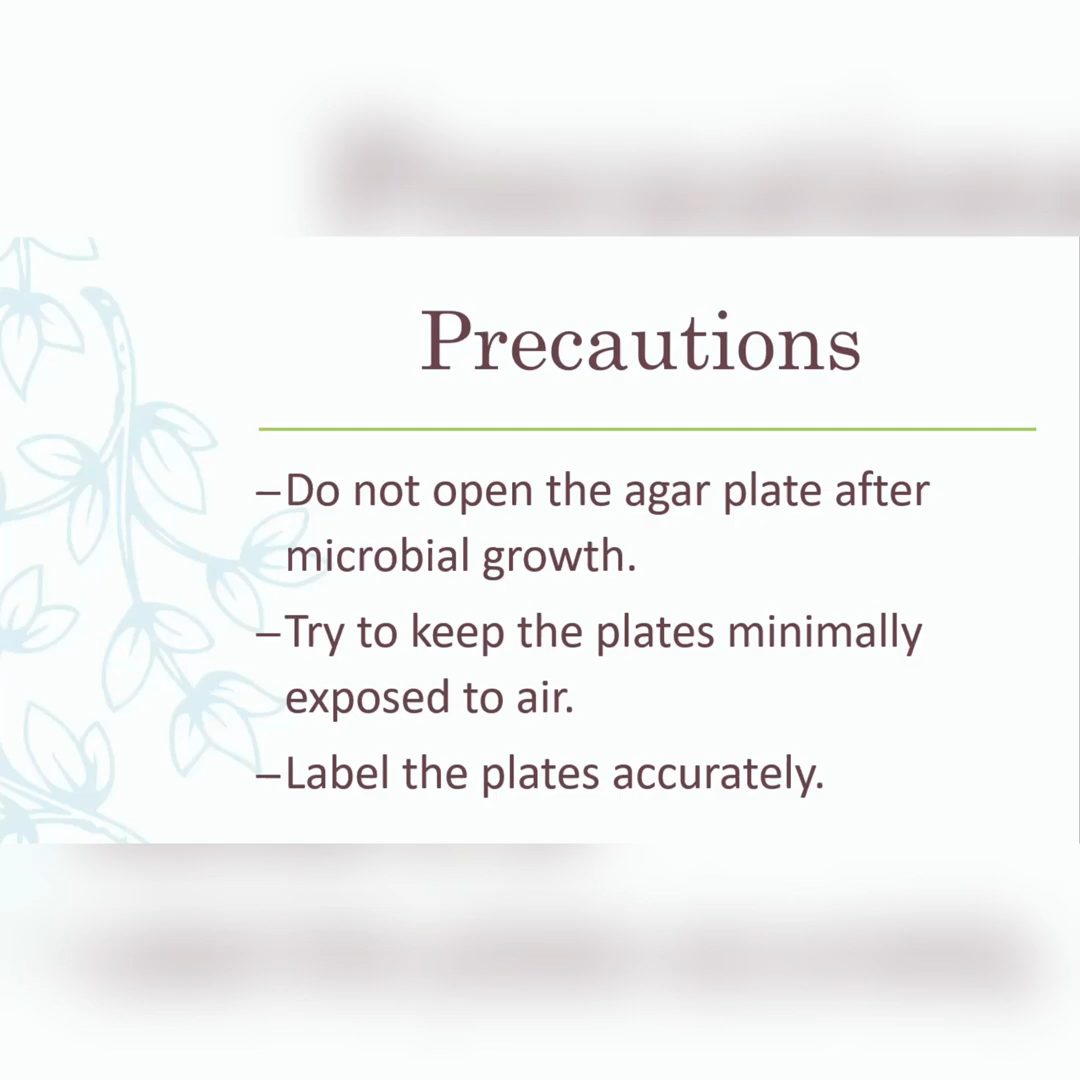 Precautions
–Do not open the agar plate after
microbial growth.
–Try to keep the plates minimally
exposed to air.
–Label the plates accurately.